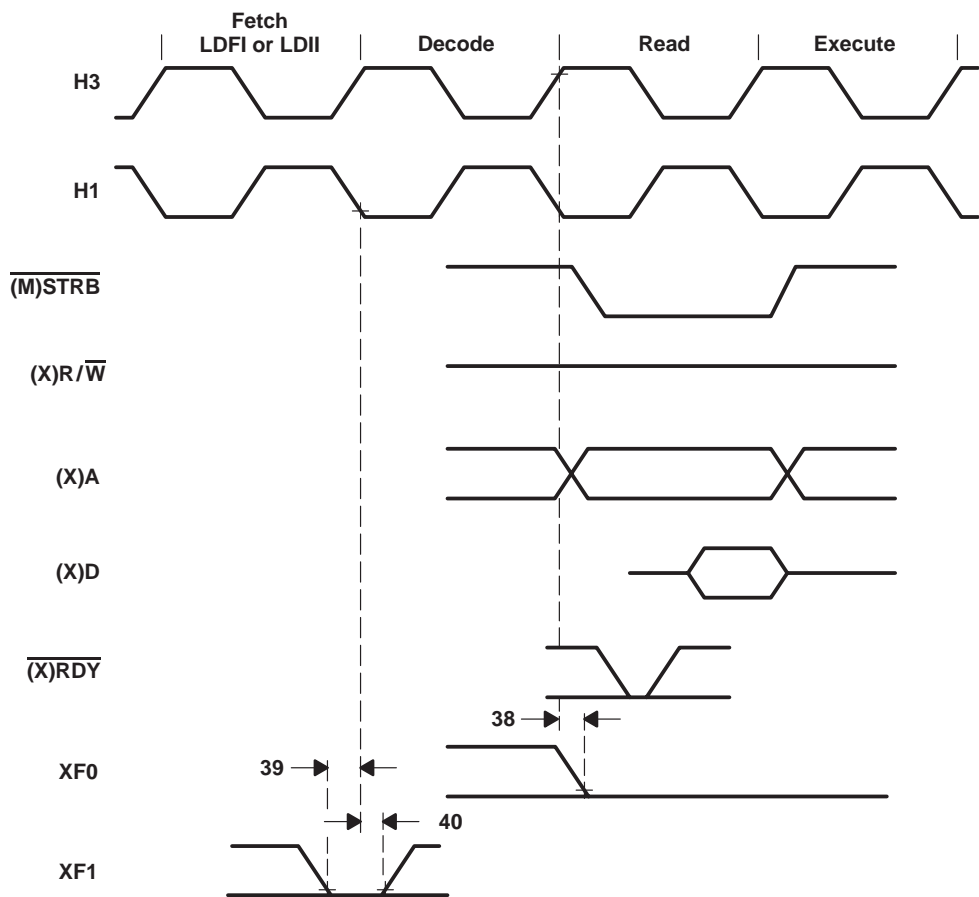 Fetch
LDFI or LDII
Decode
Read
Execute
H3
H1
(M)STRB
(X)R/W
(X)A
(X)D
(X)RDY
38
XF0
39
40
XF1